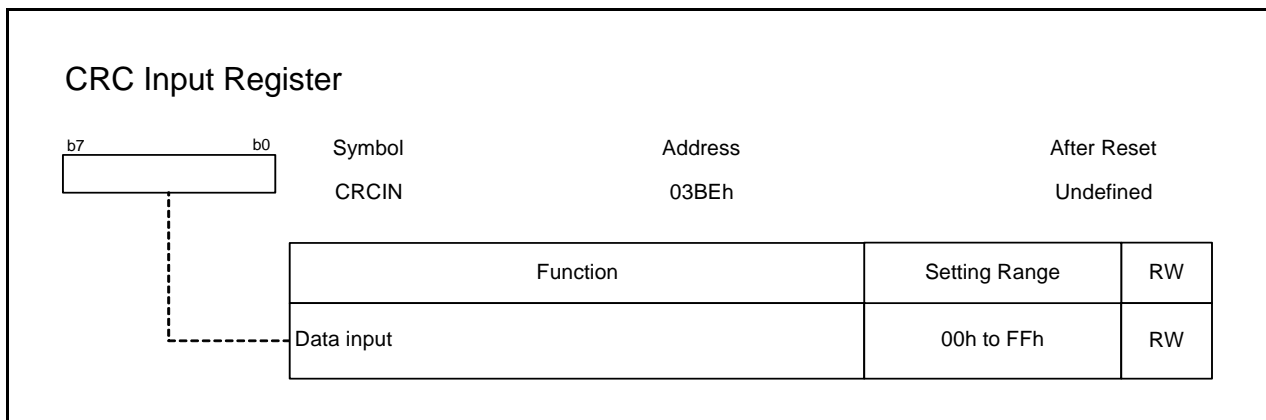 CRC Input Register
b7 b0 Symbol Address After Reset
CRCIN 03BEh Undefined
Function Setting Range RW
Data input 00h to FFh RW